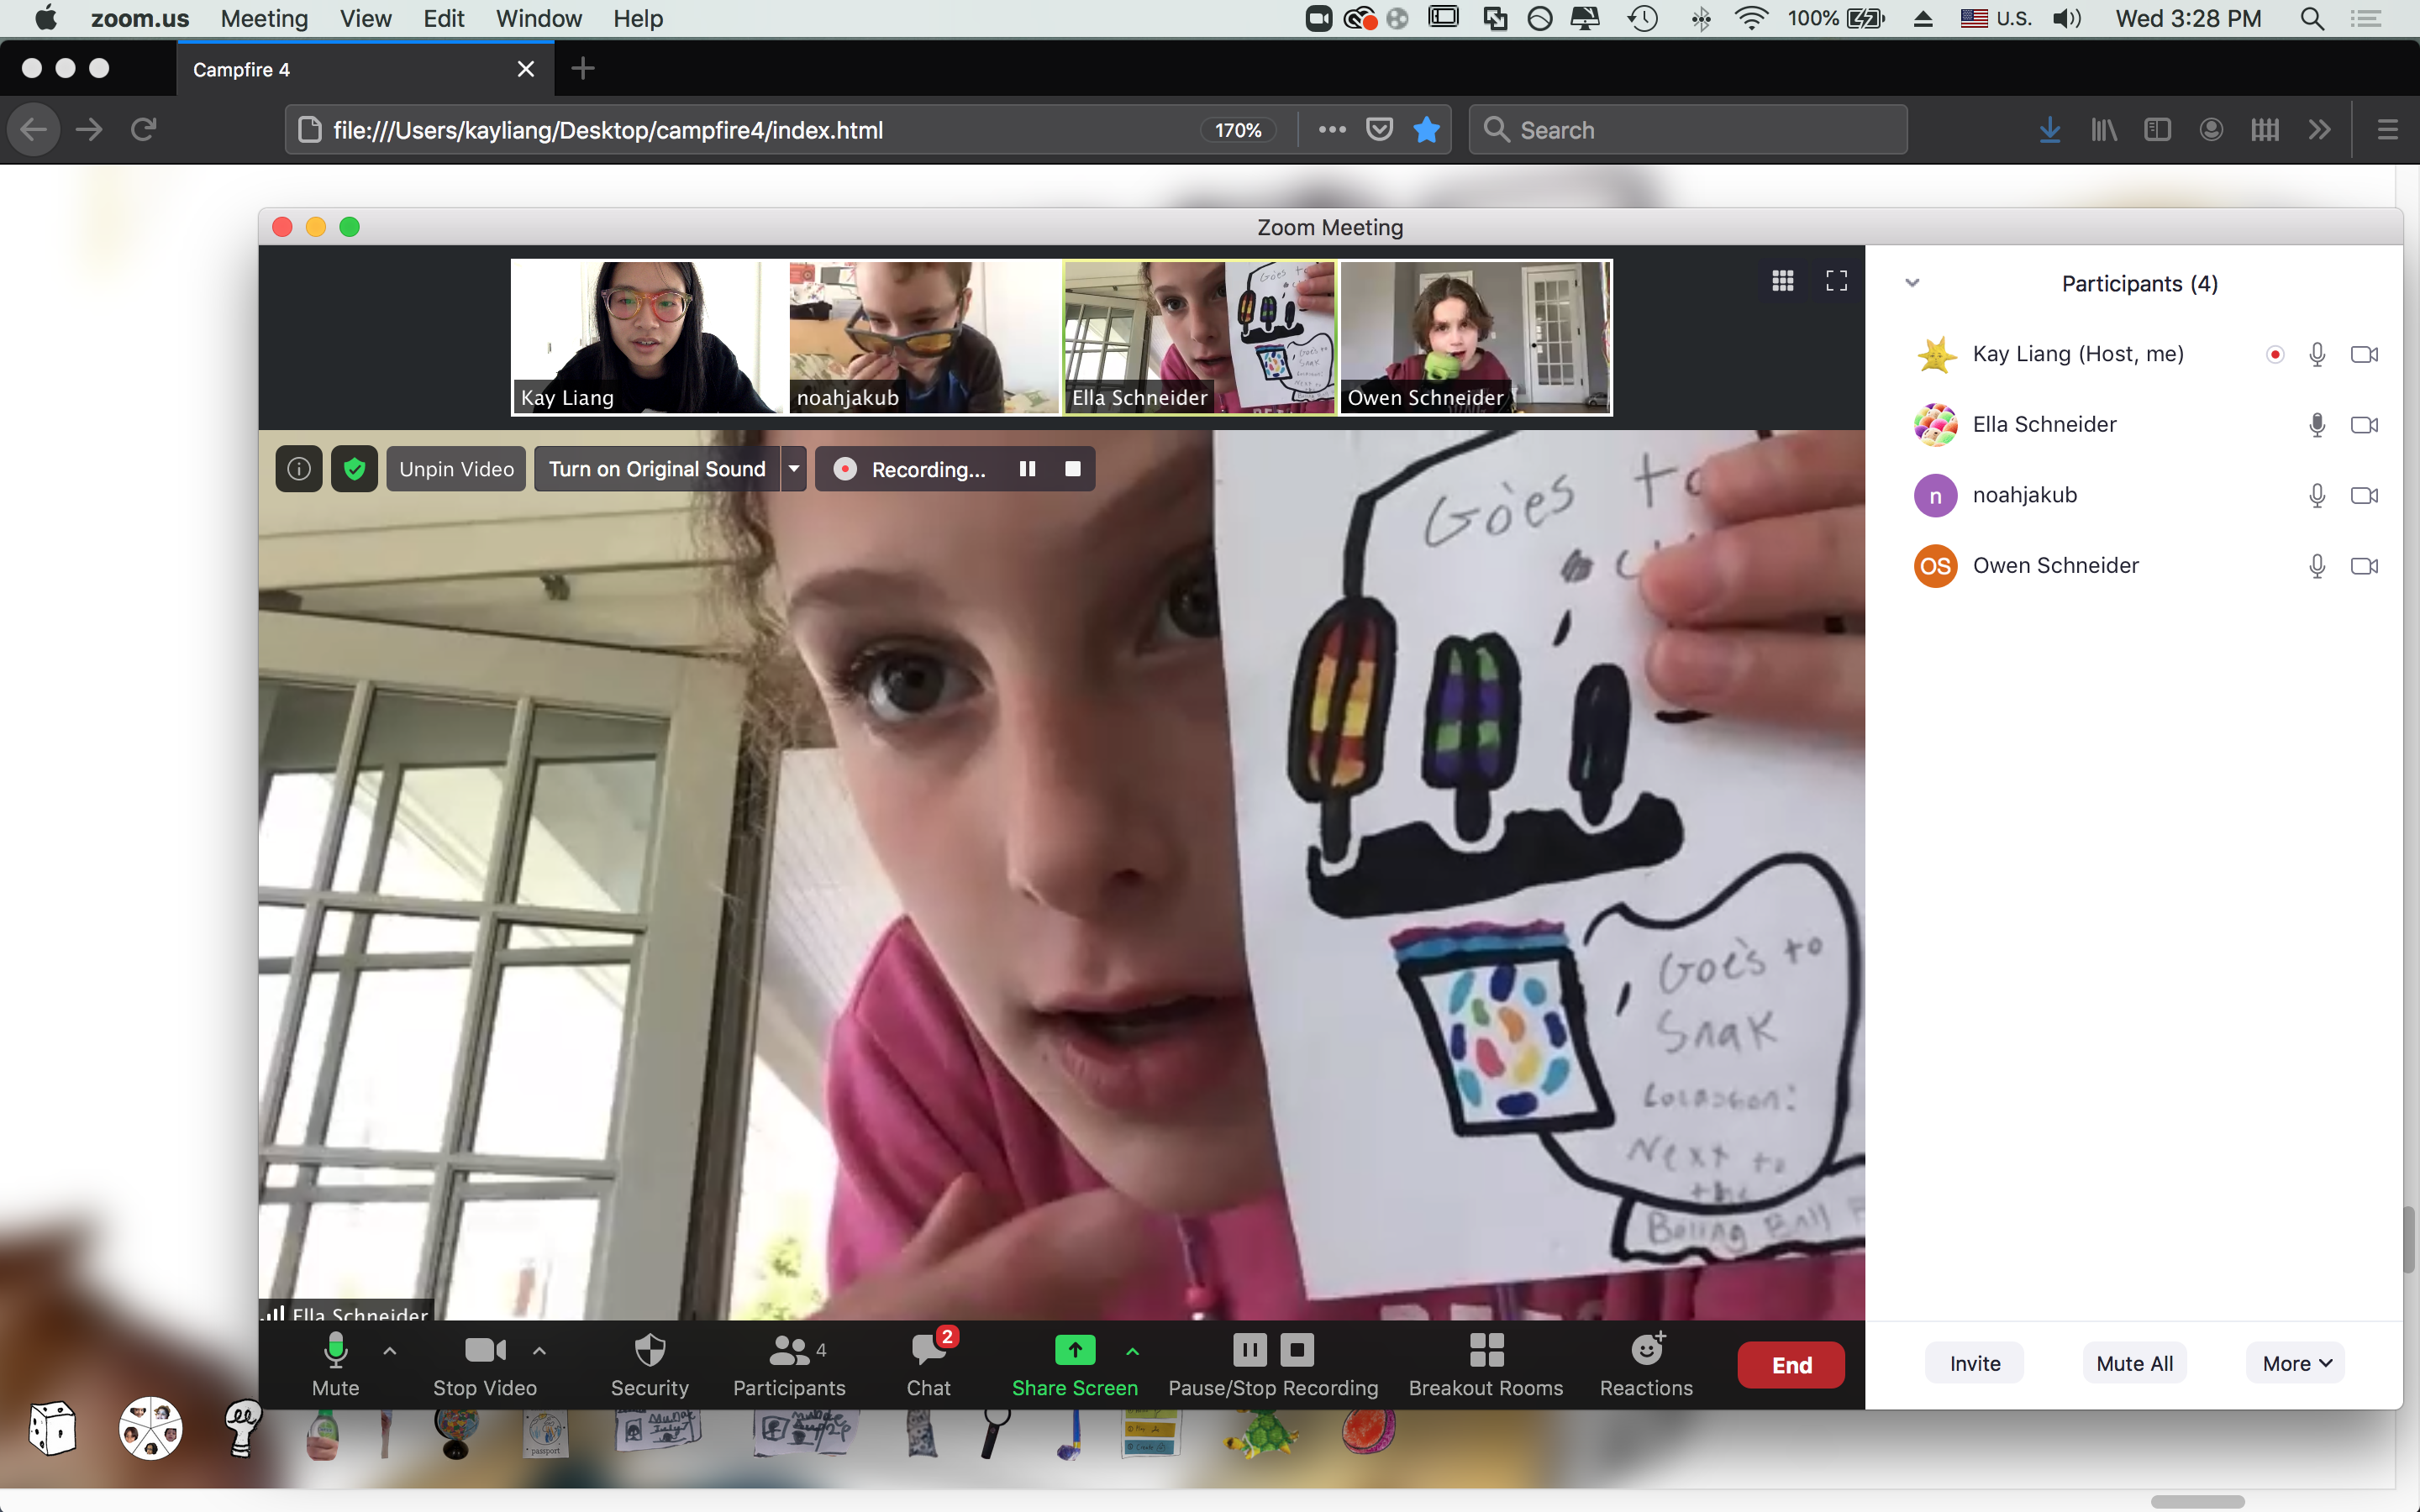 zoom.us Meeting View Edit Window Help 100% U.S. Wed 3:28 PM
Campfire 4
file:///Users/kayliang/Desktop/campfire4/index.html 170% Search
Zoom Meeting
Kay Liang noahjakub Ella Schneider Owen Schneider
Unpin Video Turn on Original Sound Recording...
Goes to
Goes to
Snak
Next to
the
Boling Ball
Ella Schneider
Participants (4)
Kay Liang (Host, me)
Ella Schneider
n noahjakub
OS Owen Schneider
Mute Stop Video Security Participants 4 Chat 2 Share Screen Pause/Stop Recording Breakout Rooms Reactions End
Invite Mute All More
passport